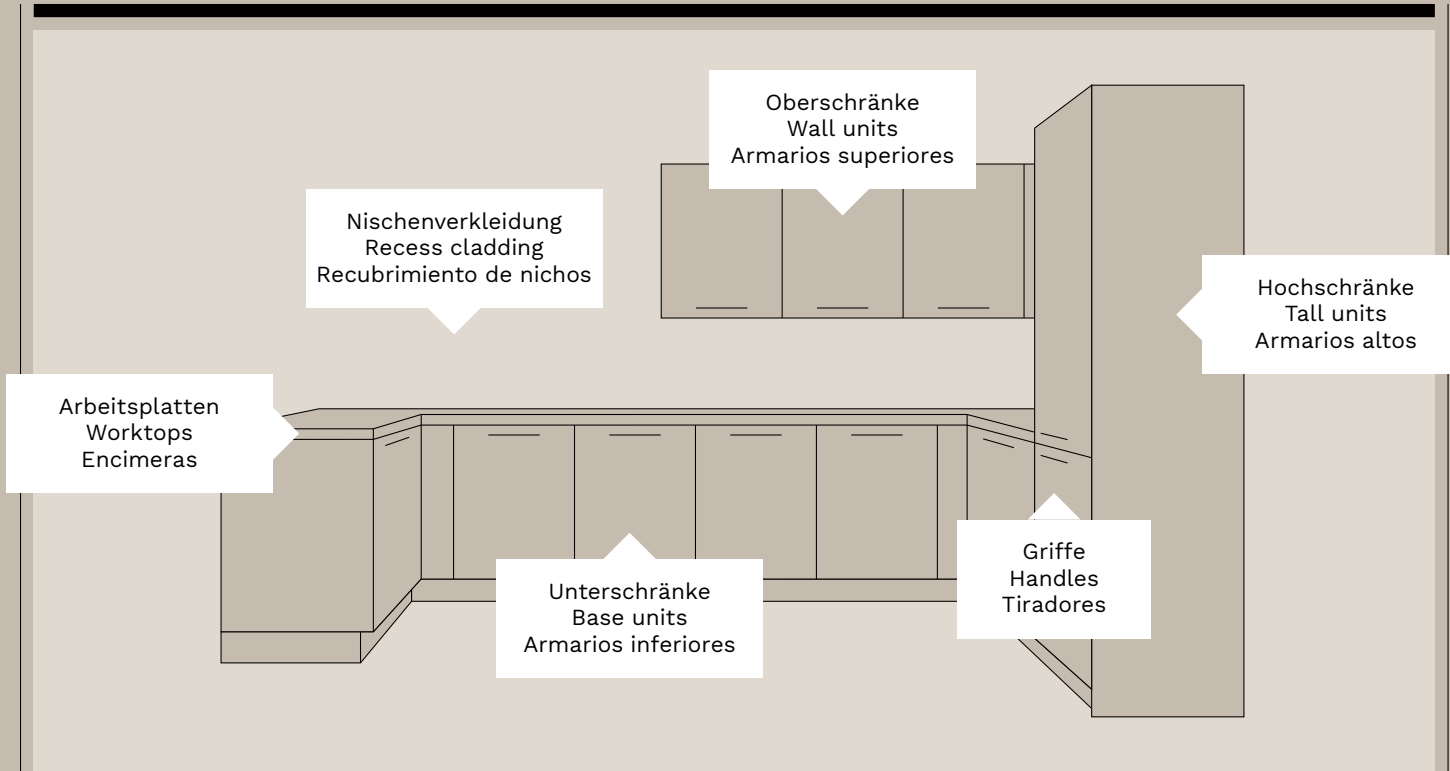 Oberschränke
Wall units
Armarios superiores
Nischenverkleidung
Recess cladding
Recubrimiento de nichos
Hochschränke
Tall units
Armarios altos
Arbeitsplatten
Worktops
Encimeras
Griffe
Handles
Tiradores
Unterschränke
Base units
Armarios inferiores